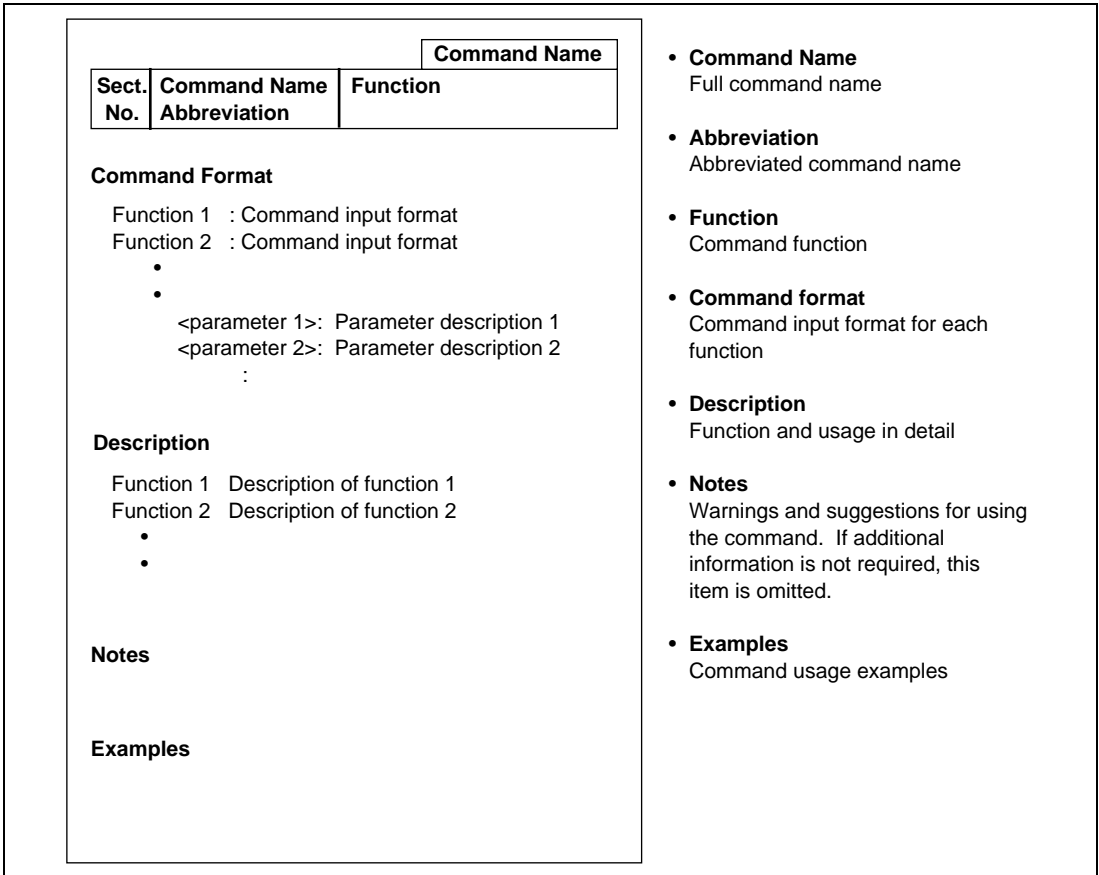 Command Name
Sect. Command Name Function
No. Abbreviation
Command Format
Function 1 : Command input format
Function 2 : Command input format
•
•
<parameter 1>: Parameter description 1
<parameter 2>: Parameter description 2
:
Description
Function 1 Description of function 1
Function 2 Description of function 2
•
•
Notes
Examples
• Command Name
Full command name
• Abbreviation
Abbreviated command name
• Function
Command function
• Command format
Command input format for each
function
• Description
Function and usage in detail
• Notes
Warnings and suggestions for using
the command. If additional
information is not required, this
item is omitted.
• Examples
Command usage examples